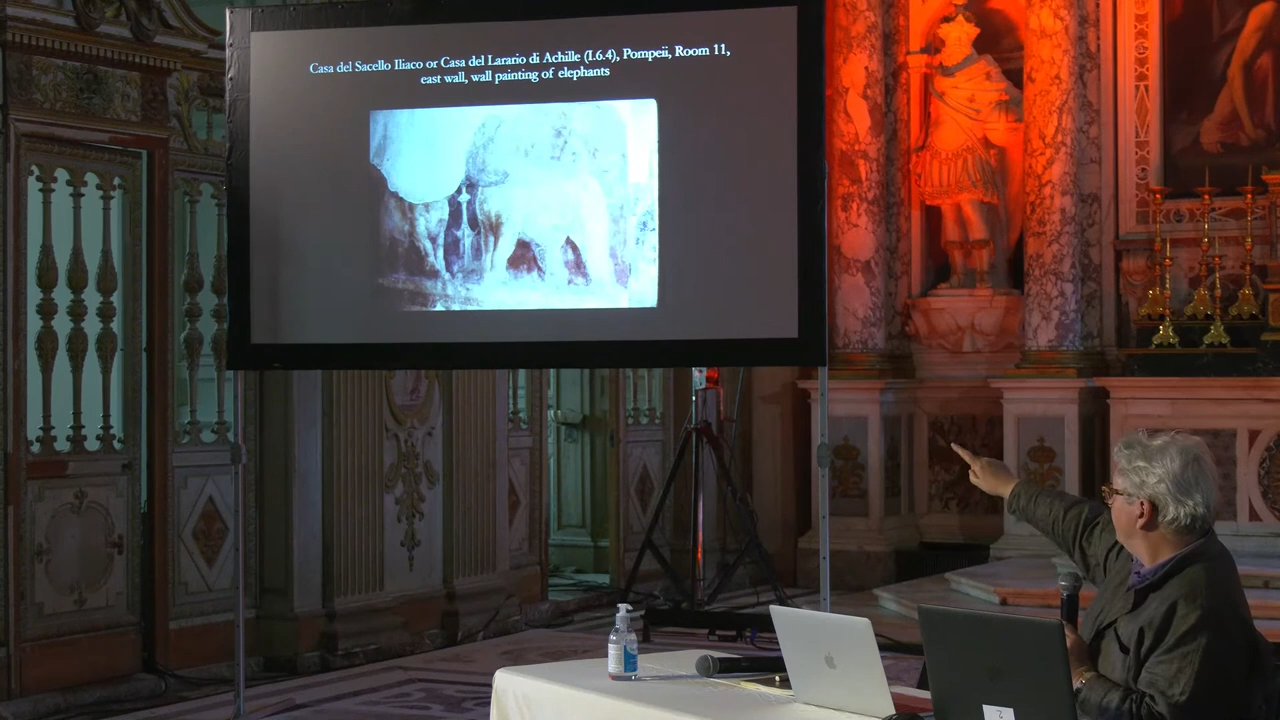 Casa del Sacello Iliaco or Casa del Larario di Achille (I.6.4), Pompeii, Room 11,
east wall, wall painting of elephants